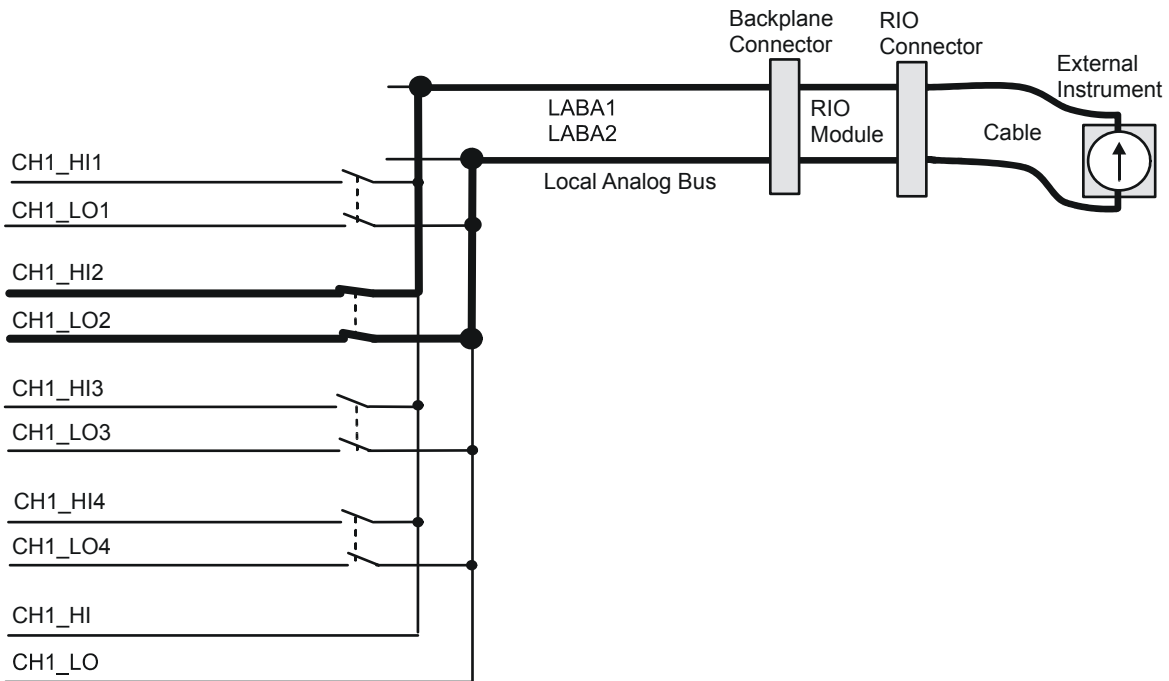 Backplane
Connector
RIO
Connector
External
Instrument
LABA1
LABA2
RIO
Module
Cable
Local Analog Bus
CH1_HI1
CH1_LO1
CH1_HI2
CH1_LO2
CH1_HI3
CH1_LO3
CH1_HI4
CH1_LO4
CH1_HI
CH1_LO